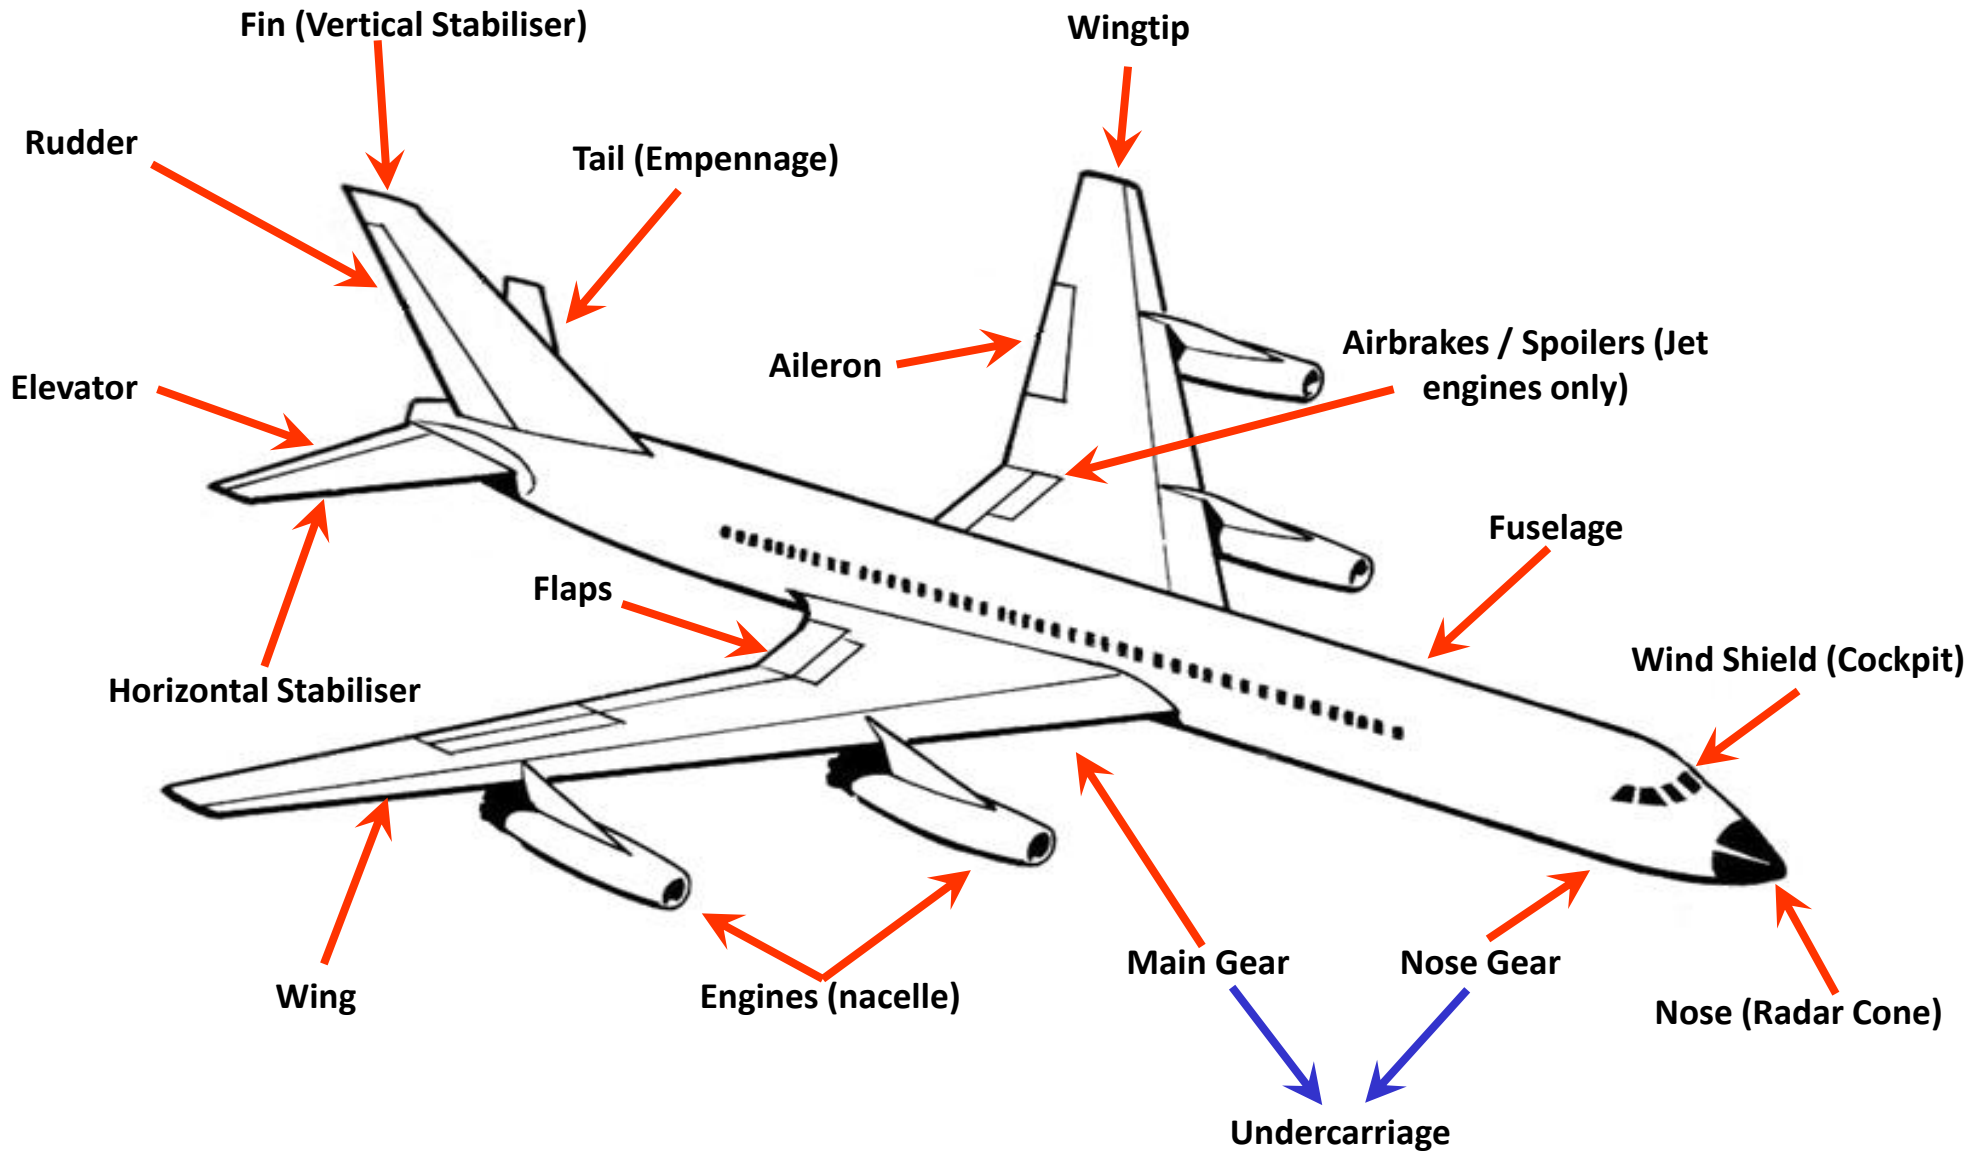 Fin (Vertical Stabiliser)
Wingtip
Rudder
Tail (Empennage)
Airbrakes / Spoilers (Jet
engines only)
Aileron
Elevator
Fuselage
Flaps
Wind Shield (Cockpit)
Horizontal Stabiliser
Main Gear
Nose Gear
Wing
Engines (nacelle)
Nose (Radar Cone)
Undercarriage